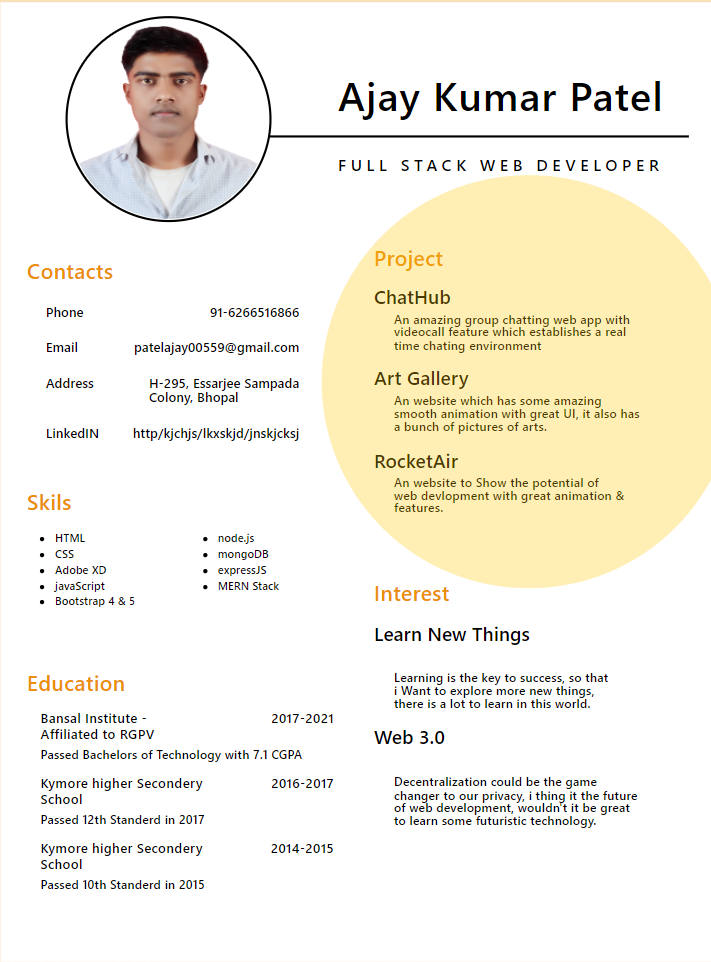 Ajay Kumar Patel
FULL STACK WEB DEVELOPER
Contacts
Phone 91-6266516866
Email patelajay00559@gmail.com
Address H-295, Essarjee Sampada
Colony, Bhopal
LinkedIN http/kjchjs/lkxskjd/jnskjcksj
Skils
HTML
CSS
Adobe XD
javaScript
Bootstrap 4 & 5
node.js
mongoDB
expressJS
MERN Stack
Education
Bansal Institute - 2017-2021
Affiliated to RGPV
Passed Bachelors of Technology with 7.1 CGPA
Kymore higher Secondery 2016-2017
School
Passed 12th Standerd in 2017
Kymore higher Secondery 2014-2015
School
Passed 10th Standerd in 2015
Project
ChatHub
An amazing group chatting web app with
videocall feature which establishes a real
time chating environment
Art Gallery
An website which has some amazing
smooth animation with great UI, it also has
a bunch of pictures of arts.
RocketAir
An website to Show the potential of
web devlopment with great animation &
features.
Interest
Learn New Things
Learning is the key to success, so that
i Want to explore more new things,
there is a lot to learn in this world.
Web 3.0
Decentralization could be the game
changer to our privacy, i thing it the future
of web development, wouldn't it be great
to learn some futuristic technology.